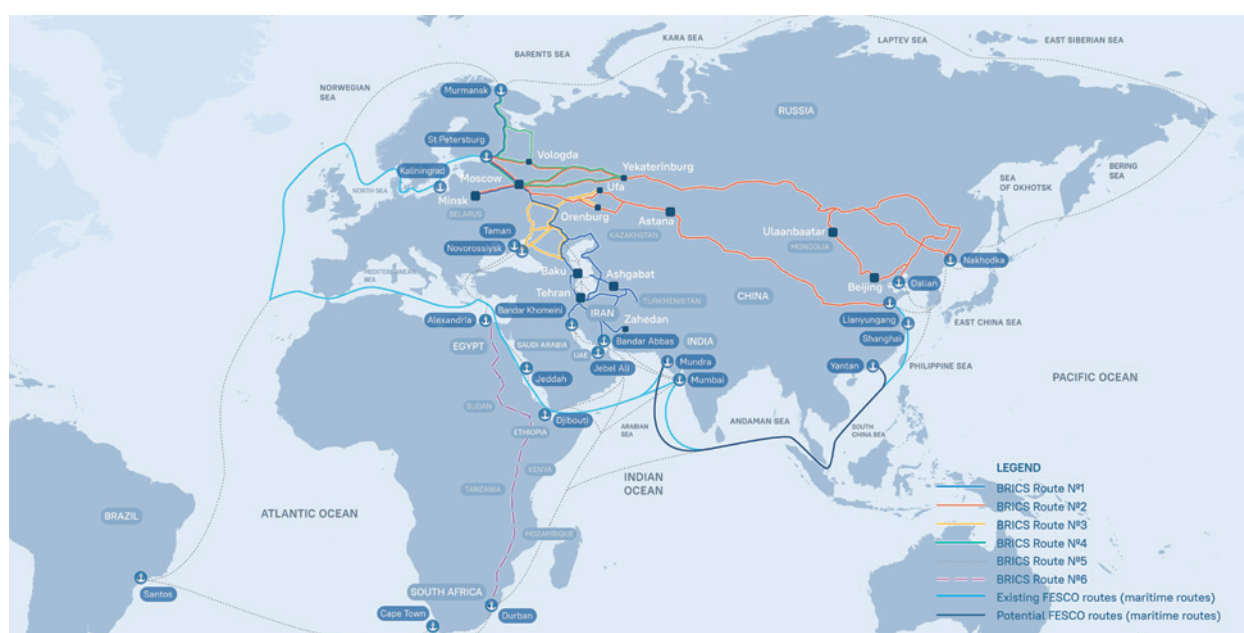 KARA SEA
LAPTEV SEA
EAST SIBERIAN SEA
BARENTS SEA
NORWEGIAN
SEA
Murmansk
RUSSIA
St Petersburg
Vologda
Yekaterinburg
BERING
SEA
SEA
OF OKHOTSK
Kaliningrad
NORTH SEA
Moscow
Ufa
Minsk
BELARUS
Orenburg
Astana
Taman
KAZAKHSTAN
Ulaanbaatar
MONGOLIA
Novorossiysk
Nakhodka
MEDITERRANEAN
SEA
Baku
Ashgabat
Beijing
Dalian
Tehran
TURKMENISTAN
CHINA
Bandar Khomeini
IRAN
Zahedan
Lianyungang
EAST CHINA SEA
Alexandria
Shanghai
EGYPT
SAUDI ARABIA
UAE
Bandar Abbas
INDIA
Jebel Ali
Mundra
Yantan
PHILIPPINE SEA
Jeddah
Mumbai
PACIFIC OCEAN
SUDAN
Djibouti
ARABIAN
SEA
ANDAMAN SEA
SOUTH
CHINA SEA
ETHIOPIA
KENYA
INDIAN
OCEAN
TANZANIA
BRAZIL
ATLANTIC OCEAN
MOZAMBIQUE
SOUTH AFRICA
Santos
Cape Town
Durban
LEGEND
BRICS Route Nº1
BRICS Route Nº2
BRICS Route Nº3
BRICS Route Nº4
BRICS Route Nº5
BRICS Route Nº6
Existing FESCO routes (maritime routes)
Potential FESCO routes (maritime routes)